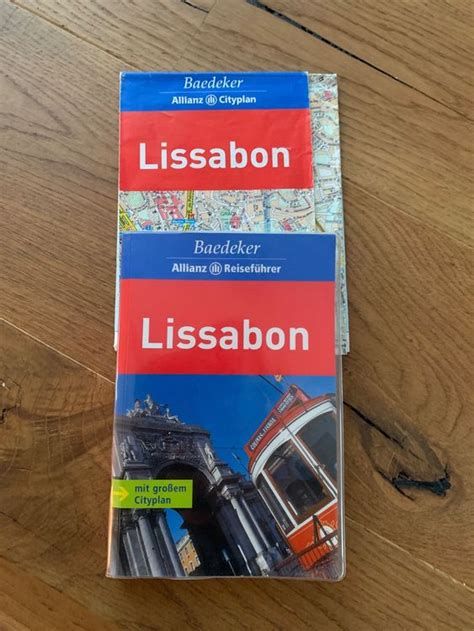 Baedeker
Allianz Cityplan
Lissabon
Baedeker
Allianz Reiseführer
Lissabon
mit großem
Cityplan